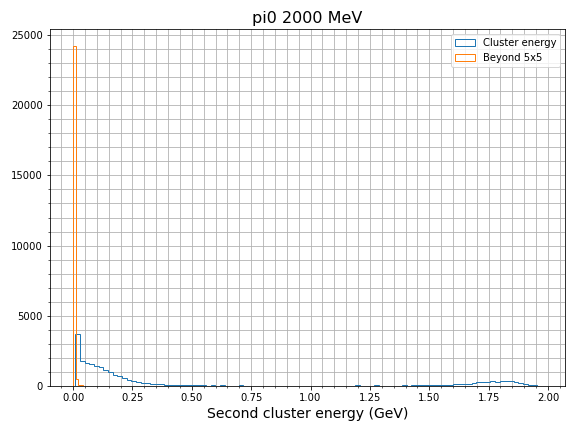 pi0 2000 MeV
Cluster energy
Beyond 5x5
25000
20000
15000
10000
5000
0
0.00 0.25 0.50 0.75 1.00 1.25 1.50 1.75 2.00
Second cluster energy (GeV)